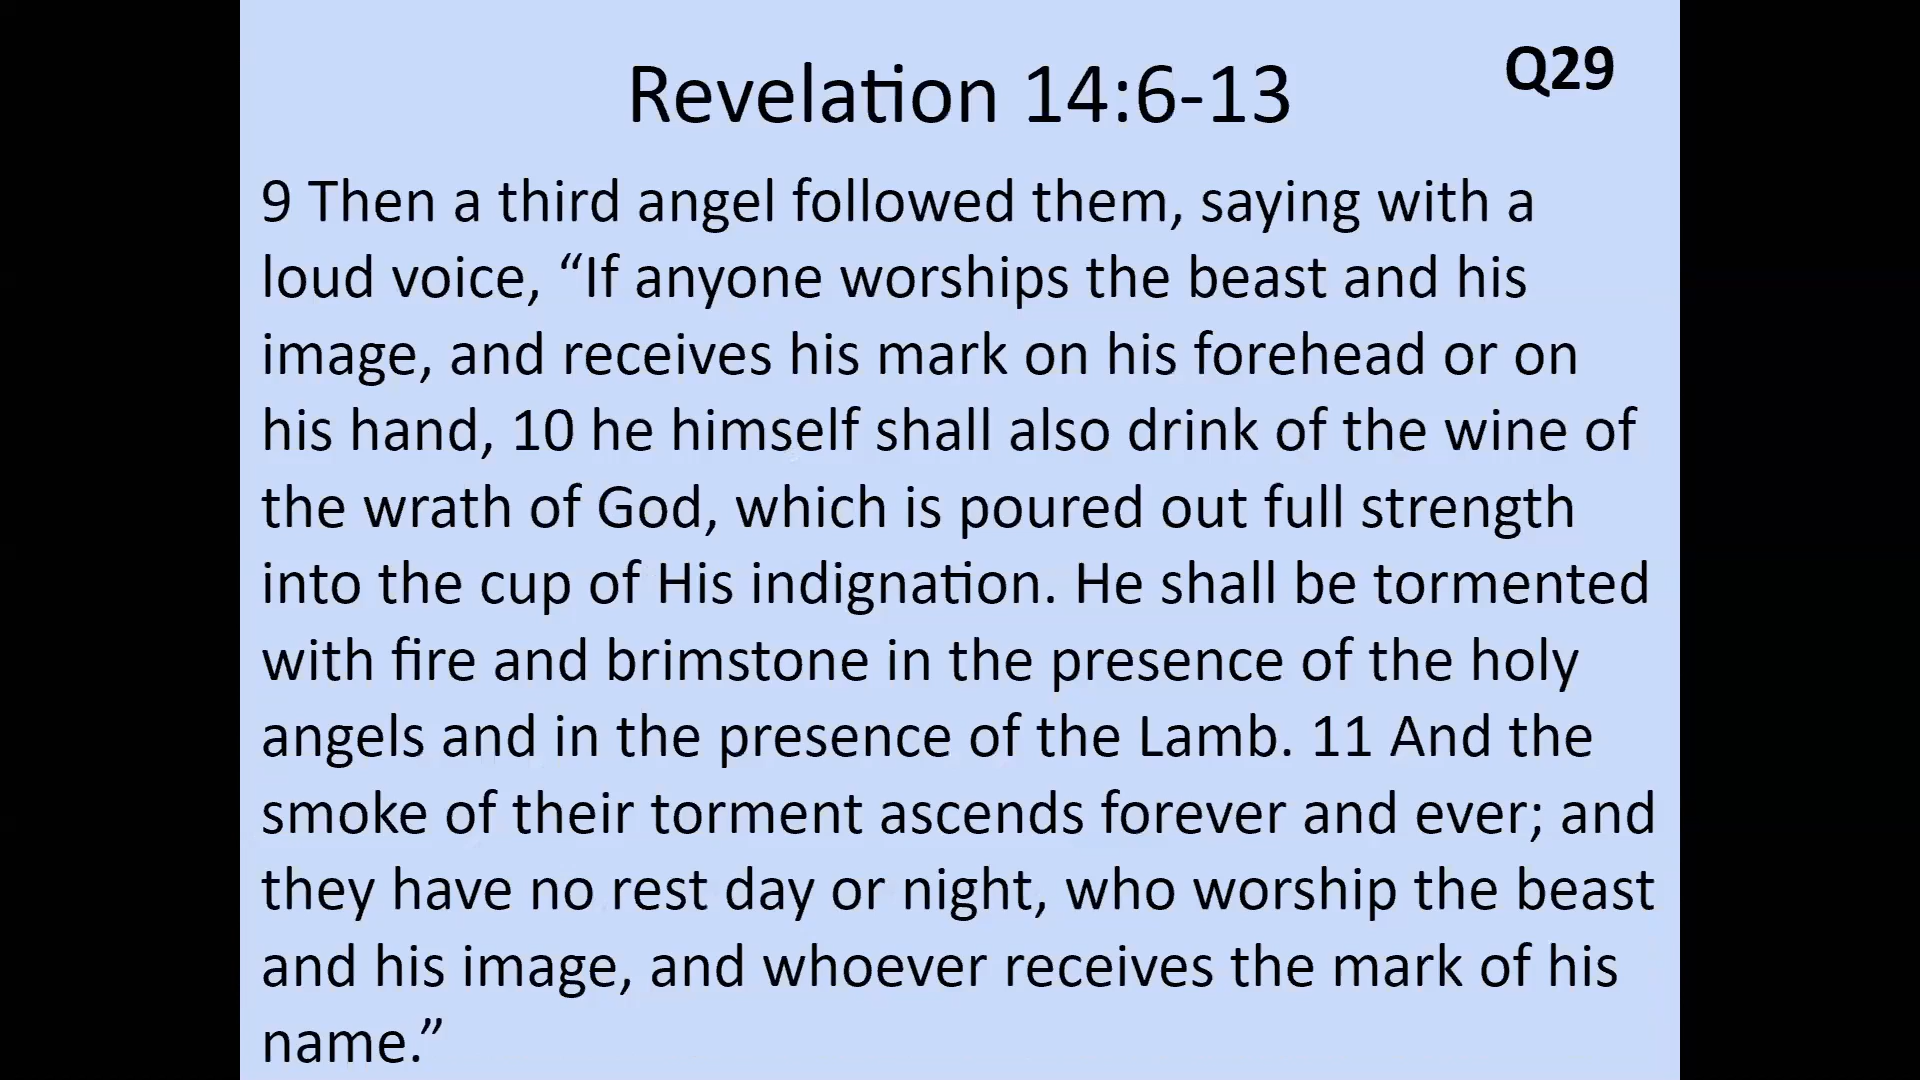 Revelation 14:6-13
Q29
9 Then a third angel followed them, saying with a
loud voice, “If anyone worships the beast and his
image, and receives his mark on his forehead or on
his hand, 10 he himself shall also drink of the wine of
the wrath of God, which is poured out full strength
into the cup of His indignation. He shall be tormented
with fire and brimstone in the presence of the holy
angels and in the presence of the Lamb. 11 And the
smoke of their torment ascends forever and ever; and
they have no rest day or night, who worship the beast
and his image, and whoever receives the mark of his
name.”